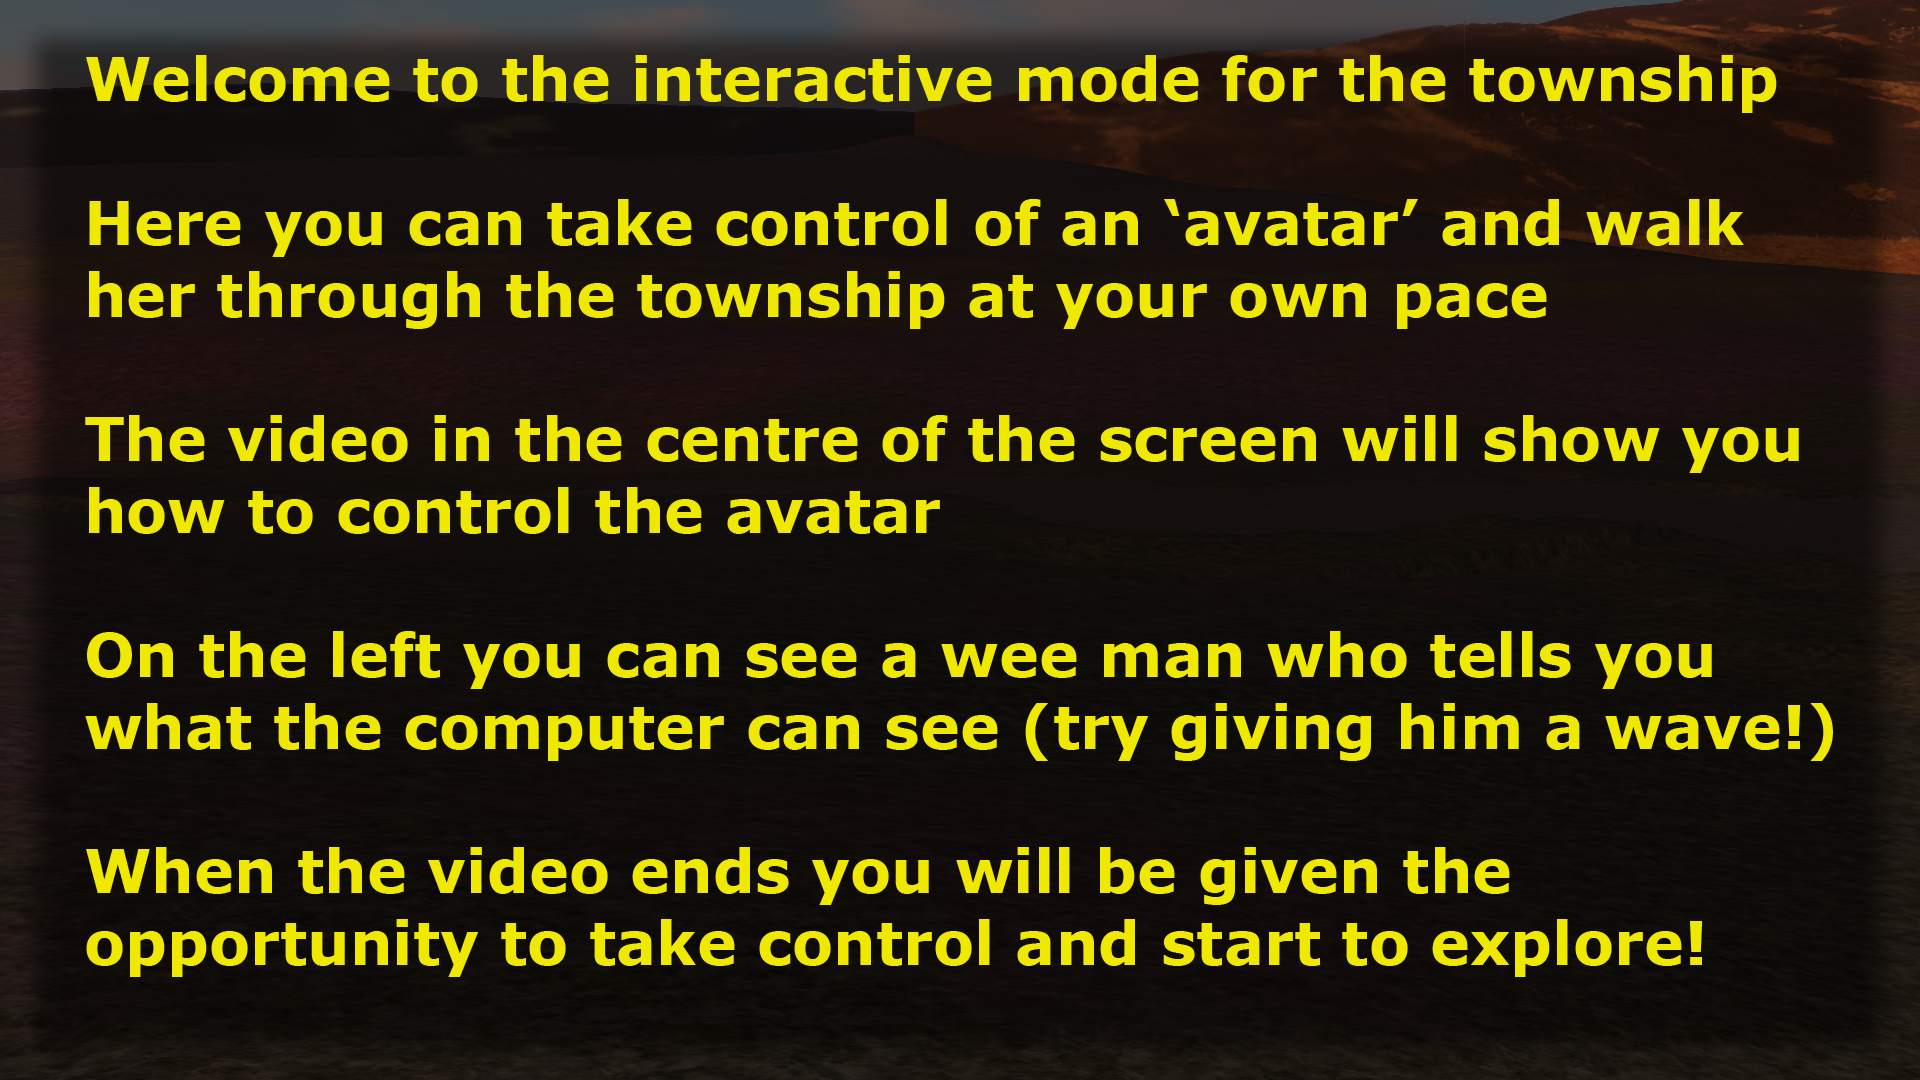 Welcome to the interactive mode for the township
Here you can take control of an ‘avatar’ and walk
her through the township at your own pace
The video in the centre of the screen will show you
how to control the avatar
On the left you can see a wee man who tells you
what the computer can see (try giving him a wave!)
When the video ends you will be given the
opportunity to take control and start to explore!